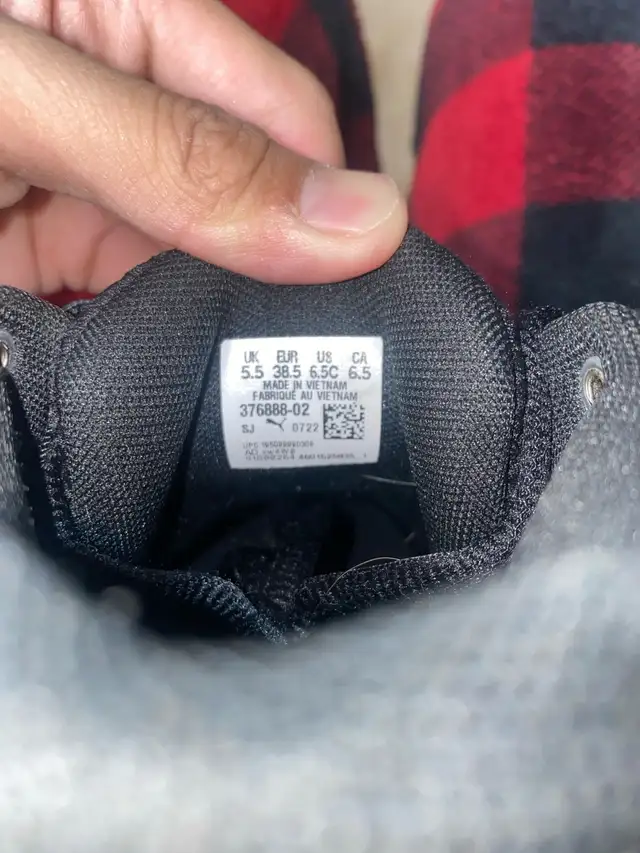 UK EUR US CA
5.5 38.5 6.5C 6.5
MADE IN VIETNAM
FABRIQUÉ AU VIETNAM
376888-02
SJ 0722
UPC